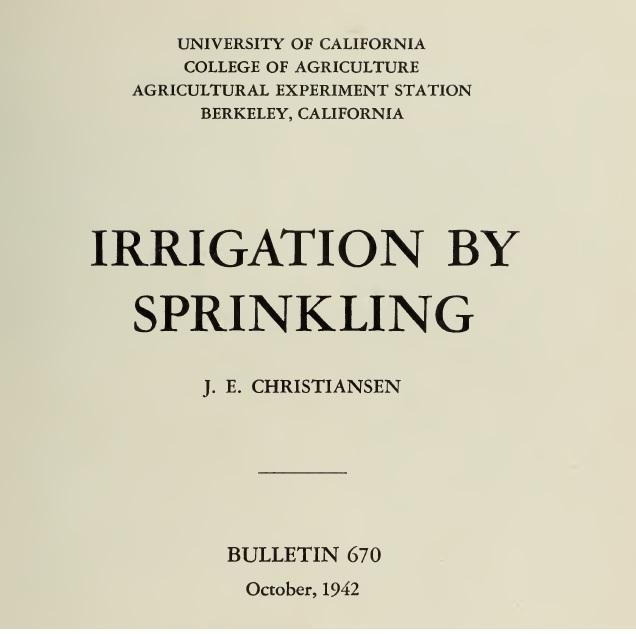 UNIVERSITY OF CALIFORNIA
COLLEGE OF AGRICULTURE
AGRICULTURAL EXPERIMENT STATION
BERKELEY, CALIFORNIA
IRRIGATION BY
SPRINKLING
J. E. CHRISTIANSEN
BULLETIN 670
October, 1942